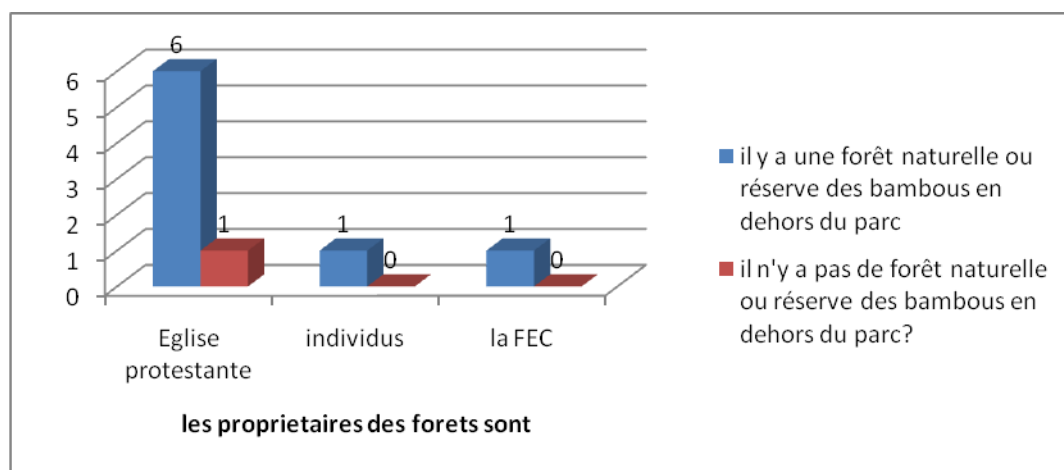 6
6
5
4
3
2
1
0
1
1
0
1
0
Eglise
protestante
individus
la FEC
les proprietaires des forets sont
il y a une forêt naturelle ou
réserve des bambous en
dehors du parc
il n'y a pas de forêt naturelle
ou réserve des bambous en
dehors du parc?